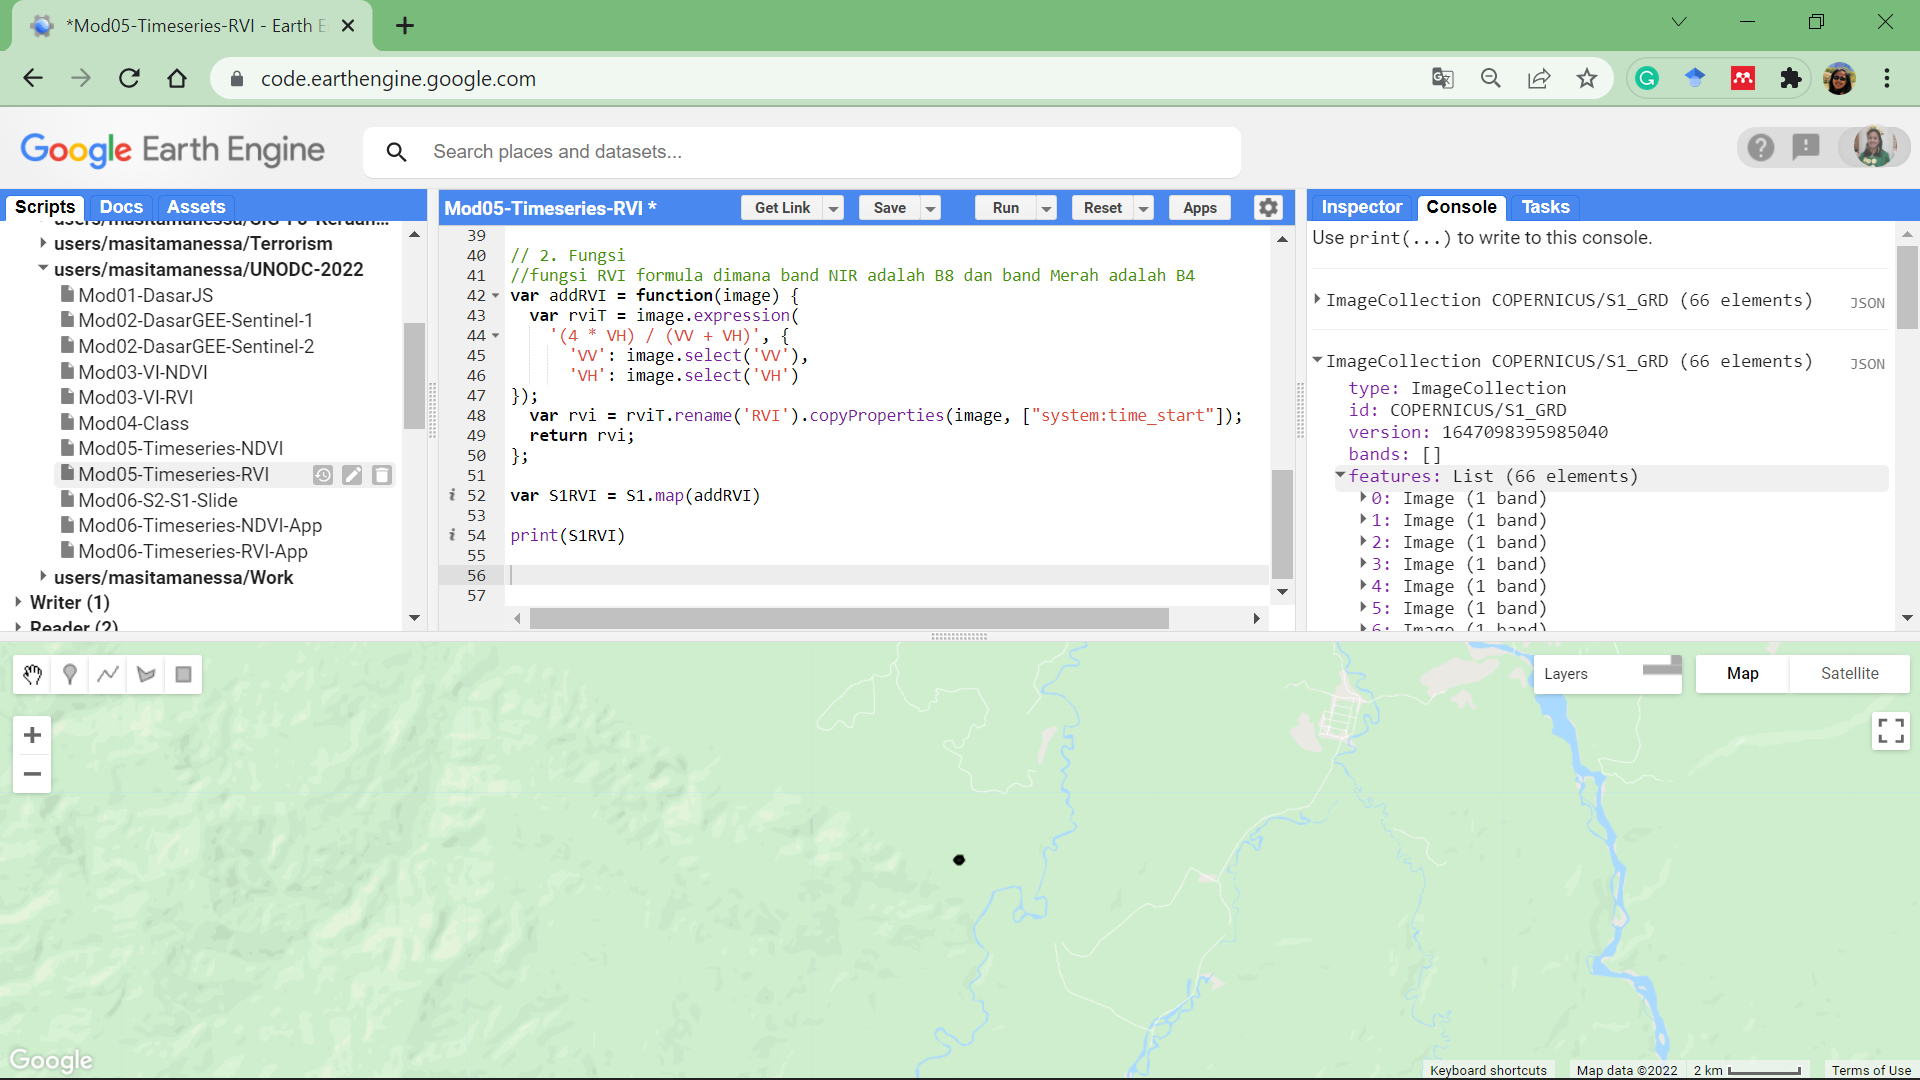 *Mod05-Timeseries-RVI - Earth E
code.earthengine.google.com
Google Earth Engine
Search places and datasets...
Scripts
Docs
Assets
users/masitamanessa/Terrorism
users/masitamanessa/UNODC-2022
Mod01-DasarJS
Mod02-DasarGEE-Sentinel-1
Mod02-DasarGEE-Sentinel-2
Mod03-VI-NDVI
Mod03-VI-RVI
Mod04-Class
Mod05-Timeseries-NDVI
Mod05-Timeseries-RVI
Mod06-S2-S1-Slide
Mod06-Timeseries-NDVI-App
Mod06-Timeseries-RVI-App
users/masitamanessa/Work
Writer (1)
Reader (2)
Mod05-Timeseries-RVI *
Get Link
Save
Run
Reset
Apps
39
40 // 2. Fungsi
41 //fungsi RVI formula dimana band NIR adalah B8 dan band Merah adalah B4
42 var addRVI = function(image) {
43 var rviT = image.expression(
44 '(4 * VH) / (VV + VH)', {
45 'VV': image.select('VV'),
46 'VH': image.select('VH')
47 });
48 var rvi = rviT.rename('RVI').copyProperties(image, ["system:time_start"]);
49 return rvi;
50 };
51
i 52 var S1RVI = S1.map(addRVI)
53
i 54 print(S1RVI)
55
56
57
Inspector
Console
Tasks
Use print(...) to write to this console.
ImageCollection COPERNICUS/S1_GRD (66 elements) JSON
ImageCollection COPERNICUS/S1_GRD (66 elements) JSON
type: ImageCollection
id: COPERNICUS/S1_GRD
version: 1647098395985040
bands: []
features: List (66 elements)
0: Image (1 band)
1: Image (1 band)
2: Image (1 band)
3: Image (1 band)
4: Image (1 band)
5: Image (1 band)
6: Image (1 band)
Layers
Map
Satellite
Google
Keyboard shortcuts
Map data ©2022
2 km
Terms of Use